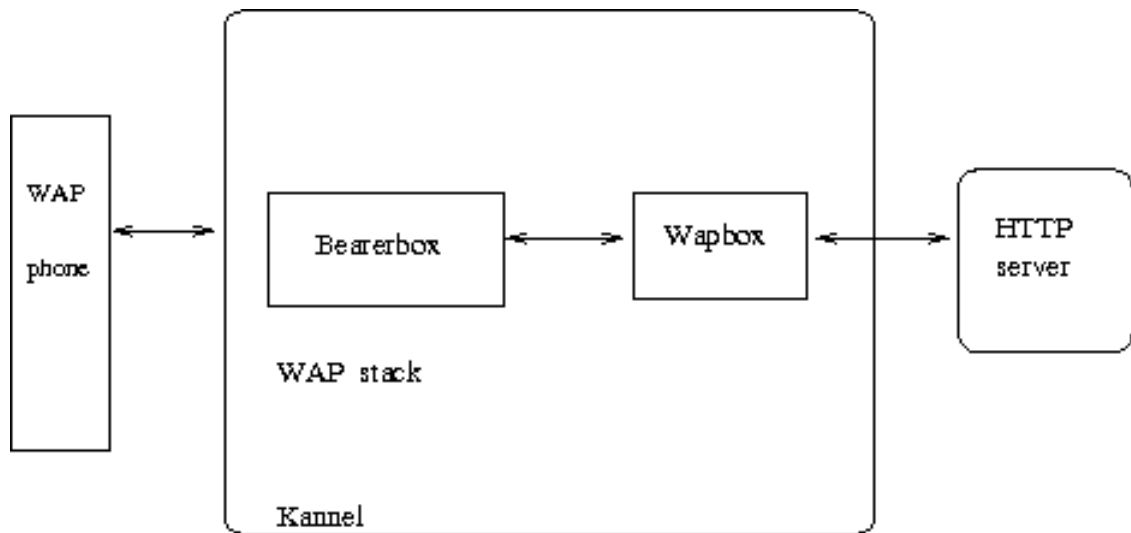 WAP
phone
Bearerbox
Wapbox
HTTP
server
WAP stack
Kannel